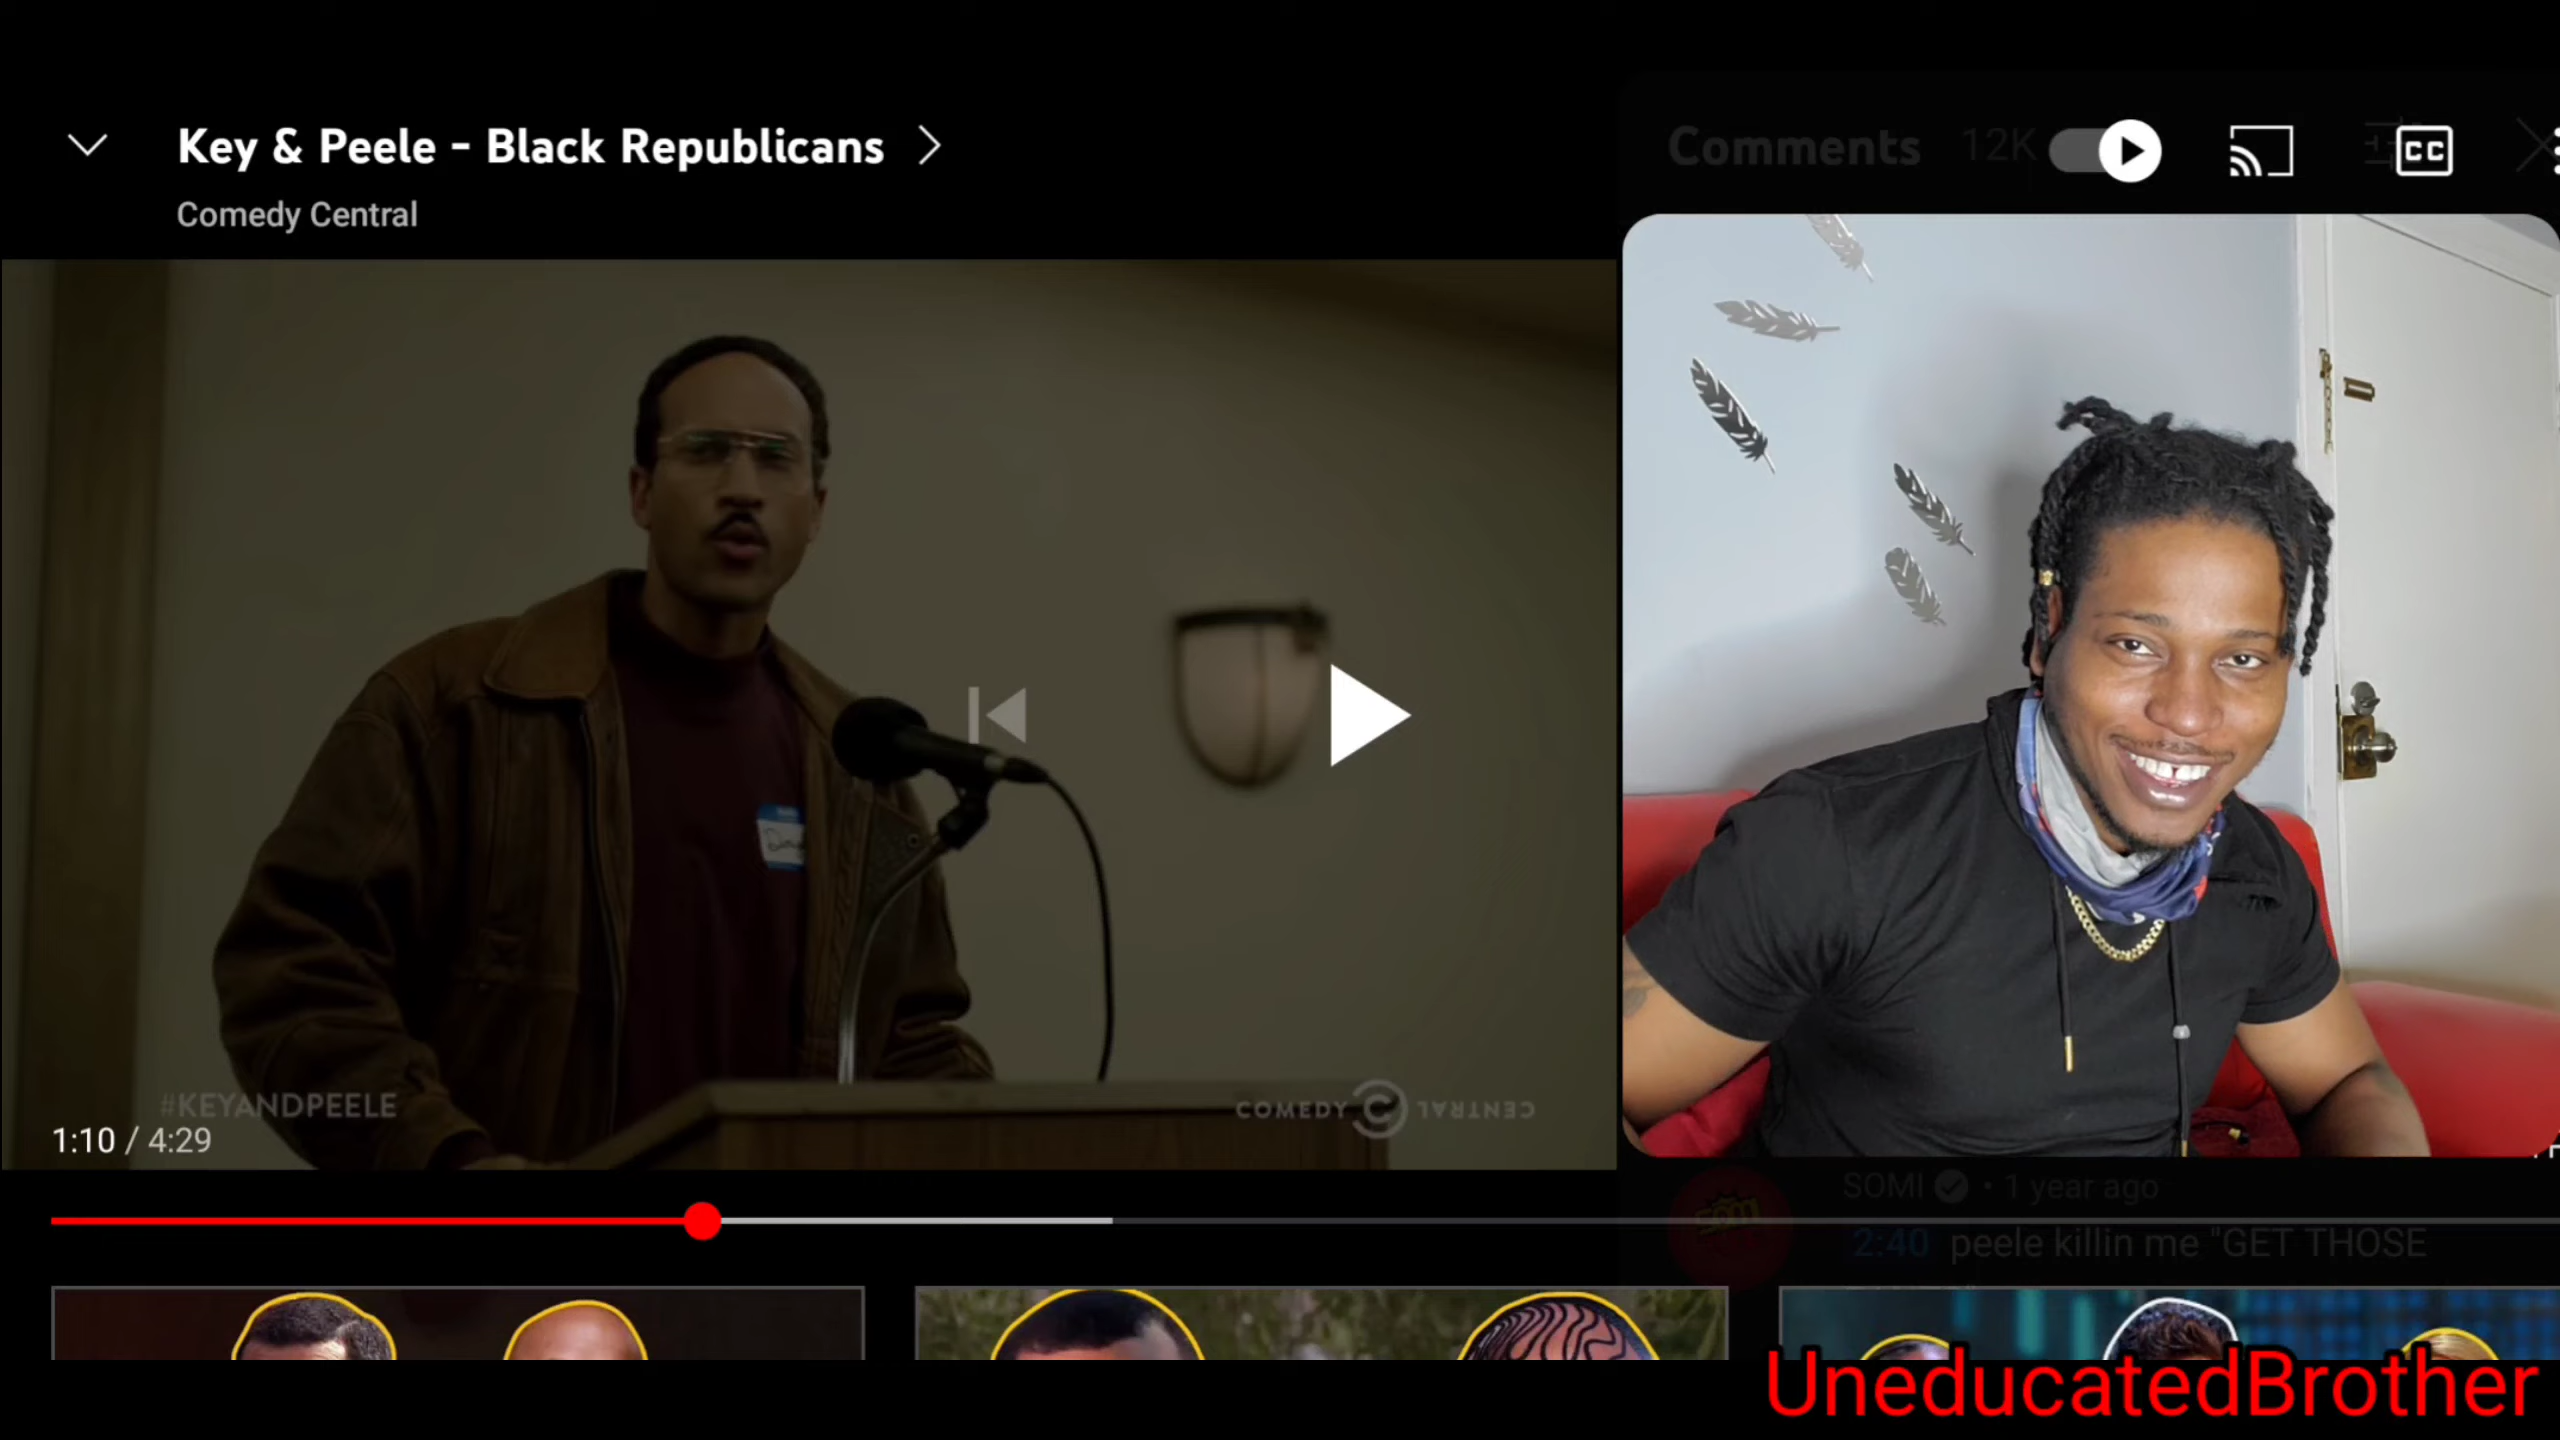 Key & Peele - Black Republicans
Comments 12K
CC
Comedy Central
#KEYANDPEELE
COMEDY CENTRAL
1:10 / 4:29
SOMI • 1 year ago
2:40 peele killin me "GET THOSE
UneducatedBrother